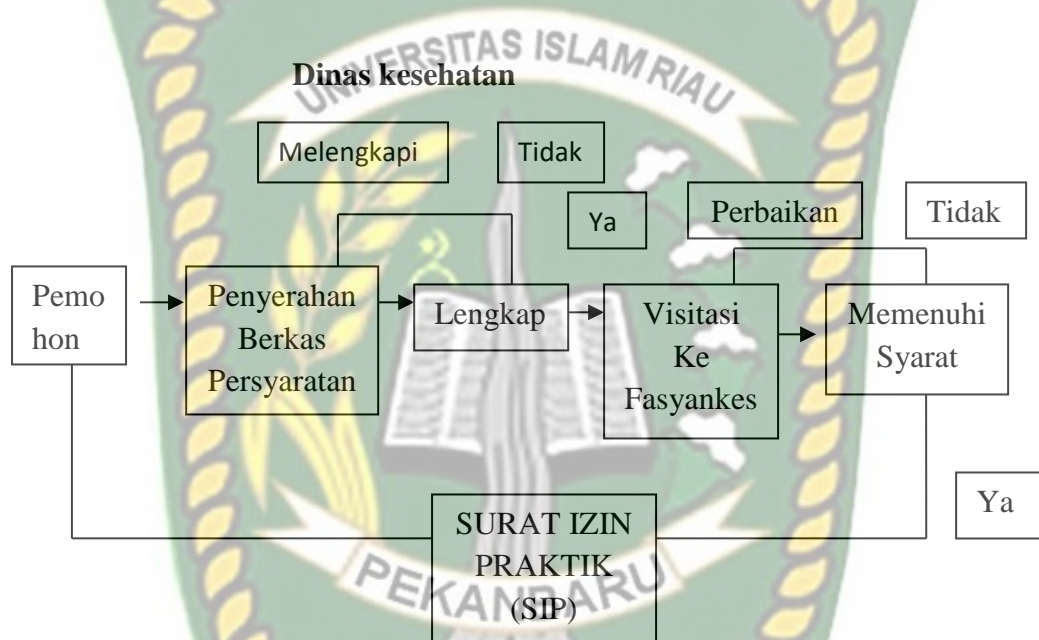 UNIVERSITAS ISLAM RIAU
Dinas kesehatan
Melengkapi
Tidak
Ya
Perbaikan
Tidak
Pemo
hon
Penyerahan
Berkas
Persyaratan
Lengkap
Visitasi
Ke
Fasyankes
Memenuhi
Syarat
Ya
SURAT IZIN
PRAKTIK
(SIP)
PEKANBARU